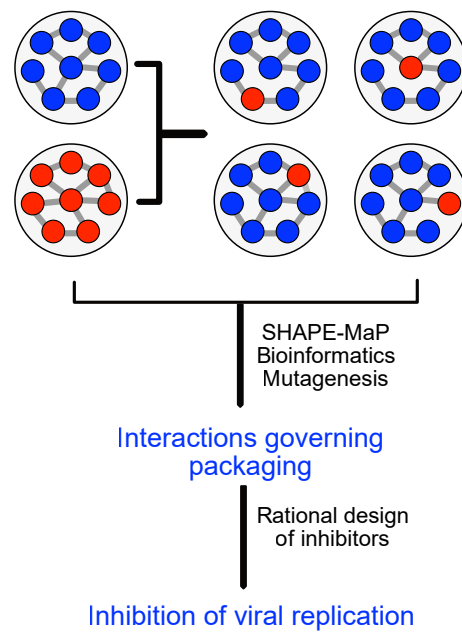 SHAPE-MaP
Bioinformatics
Mutagenesis
Interactions governing
packaging
Rational design
of inhibitors
Inhibition of viral replication